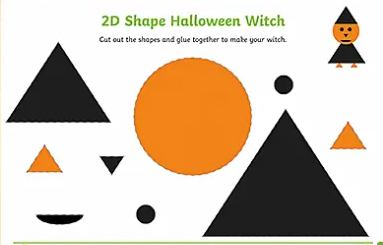 2D Shape Halloween Witch
Cut out the shapes and glue together to make your witch.